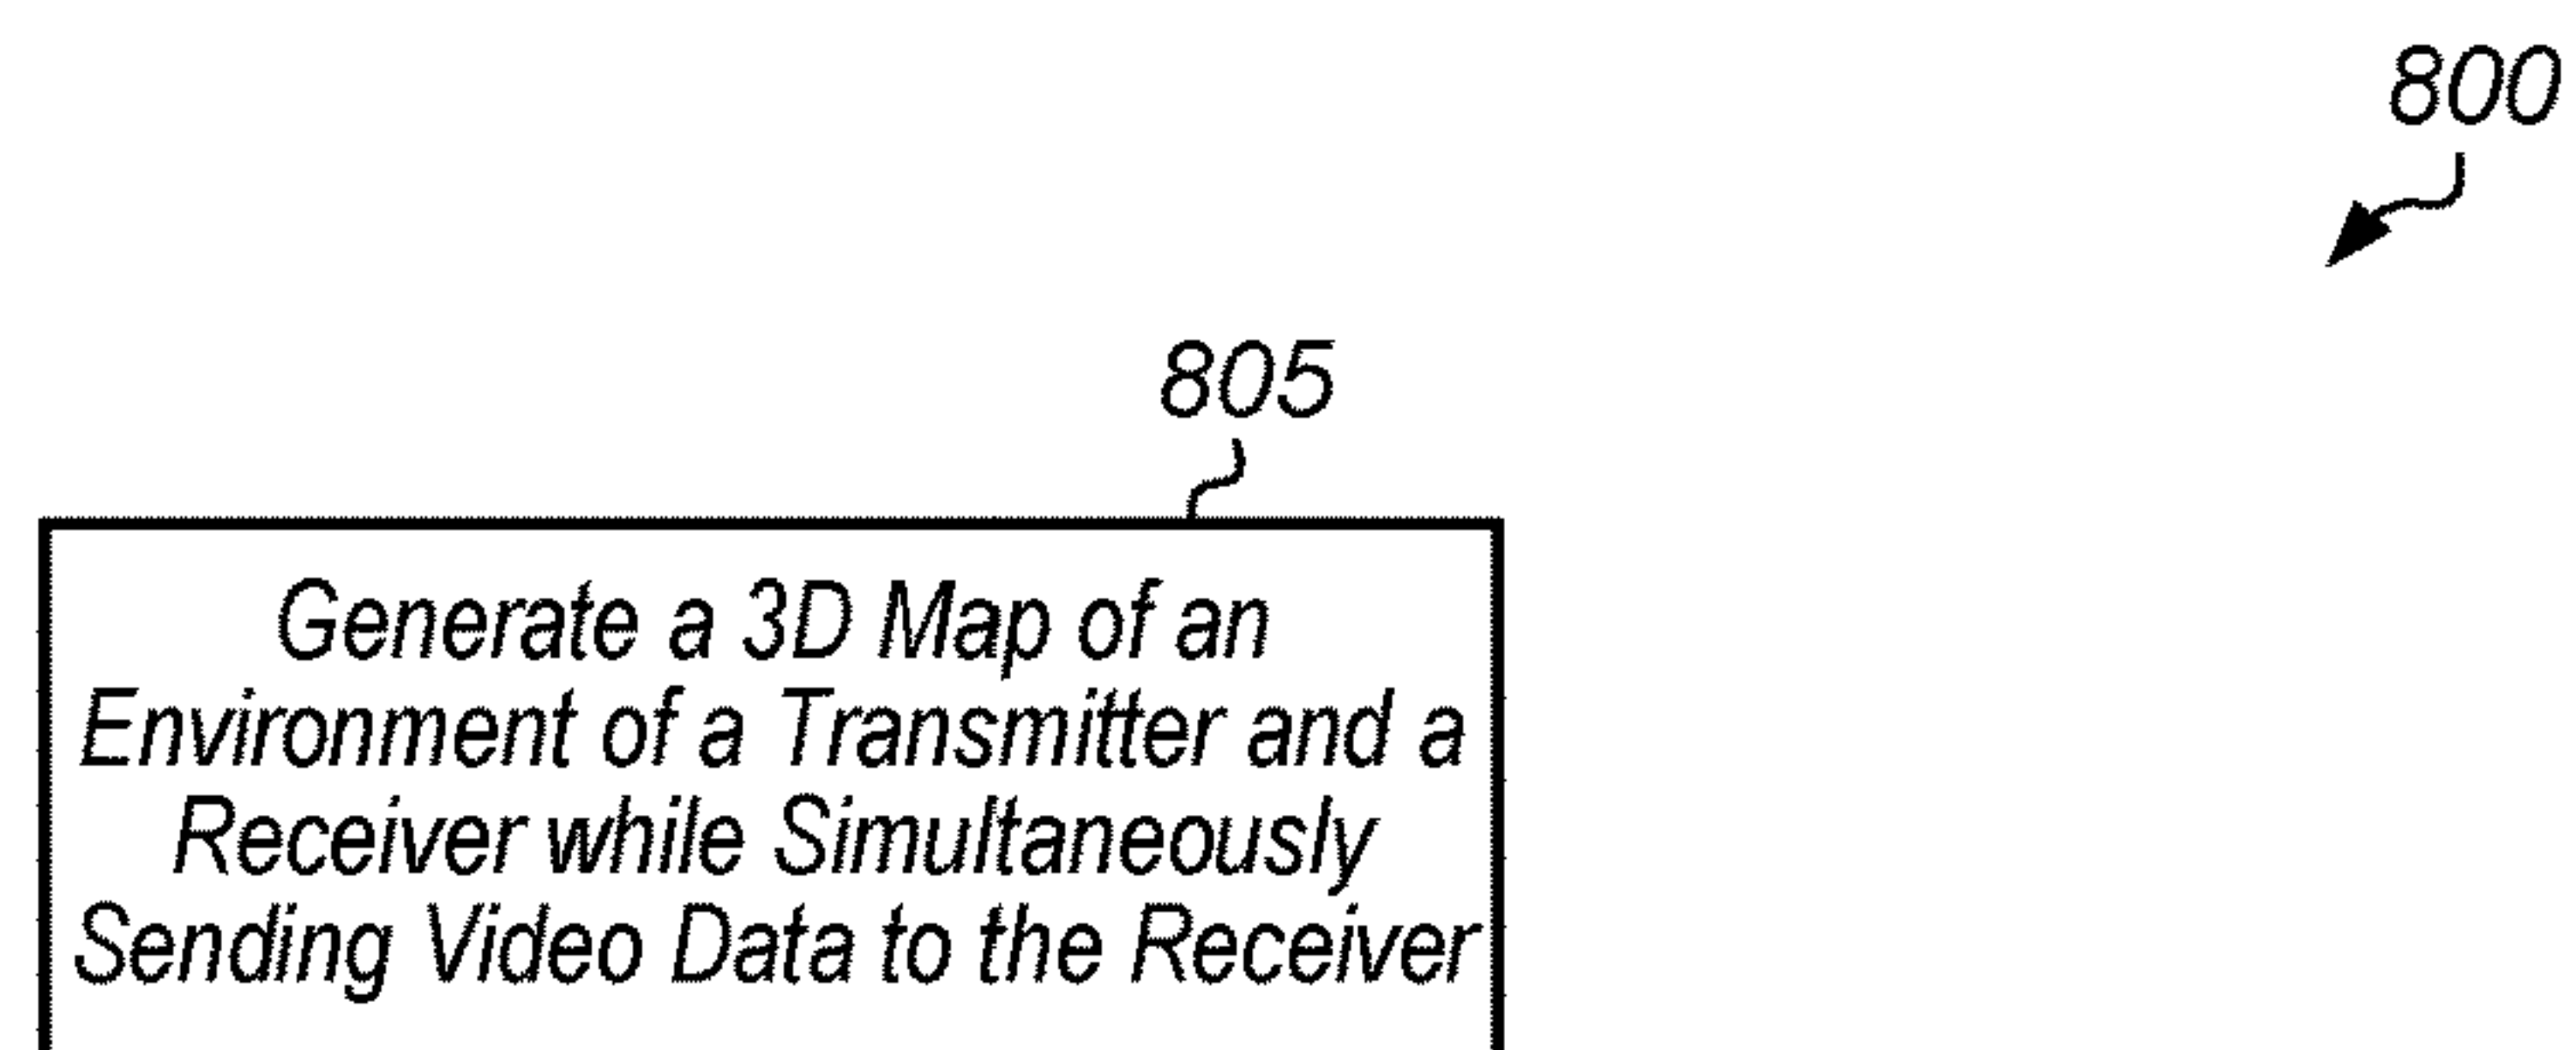 800
805
Generate a 3D Map of an
Environment of a Transmitter and a
Receiver while Simultaneously
Sending Video Data to the Receiver